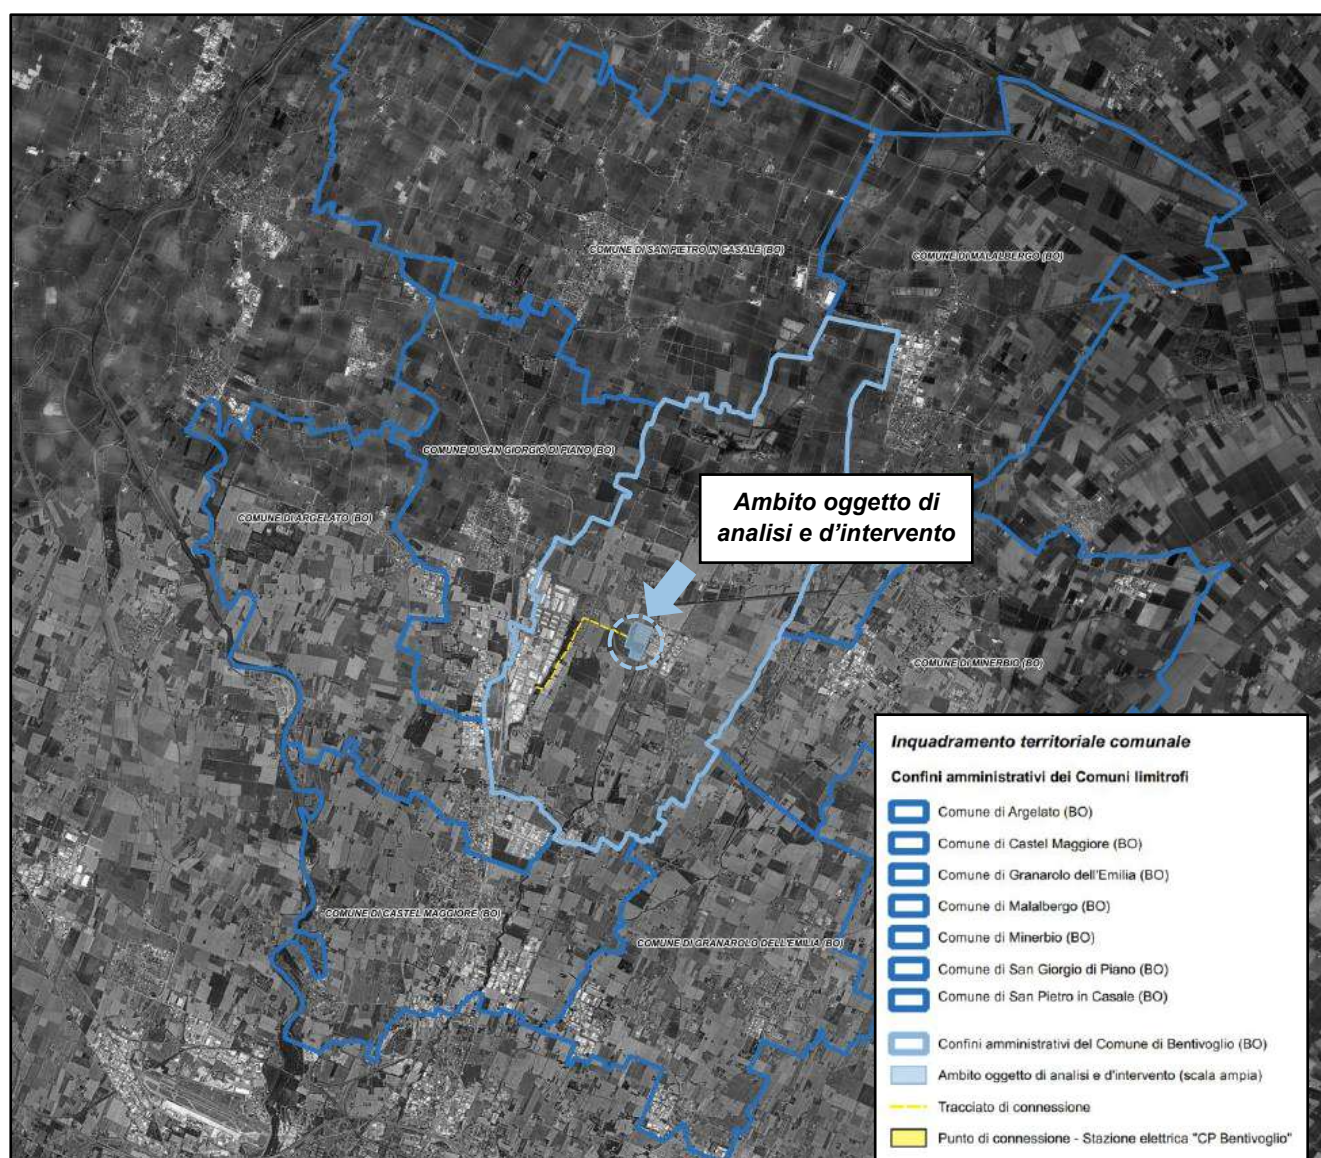 COMUNE DI SAN PIETRO IN CASALE (BO)
COMUNE DI MALALBERGO (BO)
COMUNE DI SAN GIORGIO DI PIANO (BO)
COMUNE DI ARGELATO (BO)
Ambito oggetto di
analisi e d'intervento
COMUNE DI MINERBIO (BO)
COMUNE DI CASTEL MAGGIORE (BO)
COMUNE DI GRANAROLO DELL'EMILIA (BO)
Inquadramento territoriale comunale
Confini amministrativi dei Comuni limitrofi
Comune di Argelato (BO)
Comune di Castel Maggiore (BO)
Comune di Granarolo dell'Emilia (BO)
Comune di Malalbergo (BO)
Comune di Minerbio (BO)
Comune di San Giorgio di Piano (BO)
Comune di San Pietro in Casale (BO)
Confini amministrativi del Comune di Bentivoglio (BO)
Ambito oggetto di analisi e d'intervento (scala ampia)
Tracciato di connessione
Punto di connessione - Stazione elettrica "CP Bentivoglio"